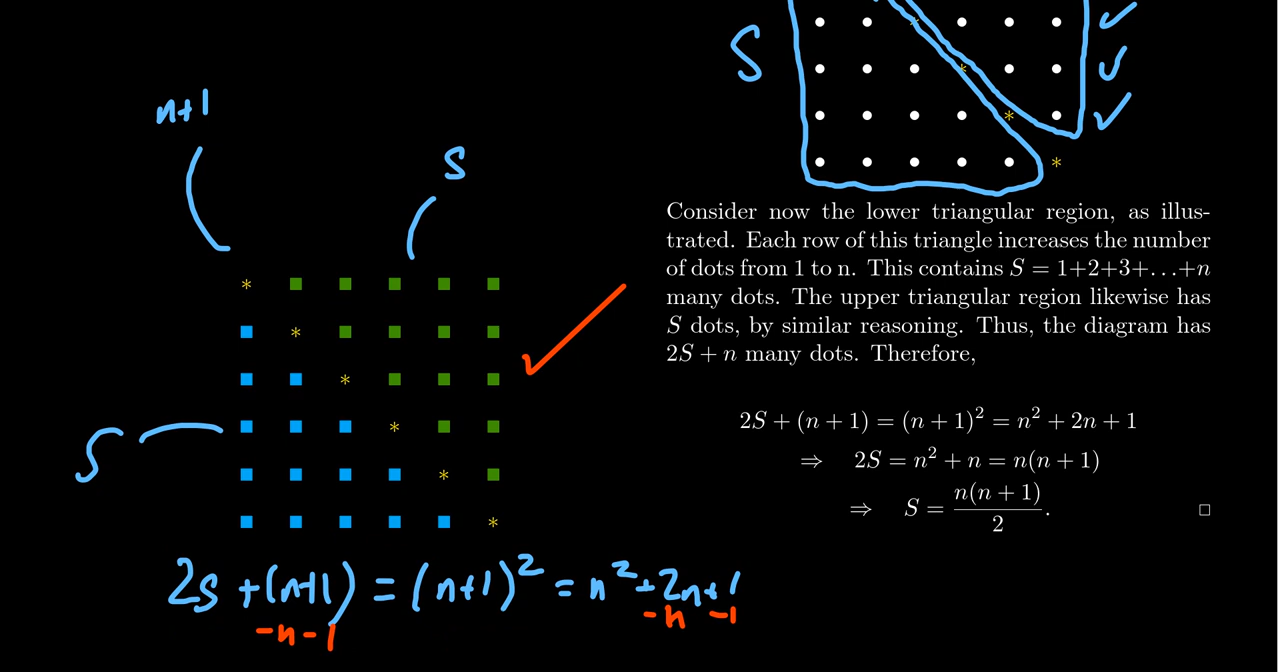 S
n+1
S
S
Consider now the lower triangular region, as illus-
trated. Each row of this triangle increases the number
of dots from 1 to n. This contains S = 1+2+3+...+n
many dots. The upper triangular region likewise has
S dots, by similar reasoning. Thus, the diagram has
2S + n many dots. Therefore,
2S + (n + 1) = (n + 1)² = n² + 2n + 1
⇒ 2S = n² + n = n(n + 1)
⇒ S = n(n + 1)/2. □
2S +(n+1) = (n+1)² = n²+2n+1
-n-1 -n -1